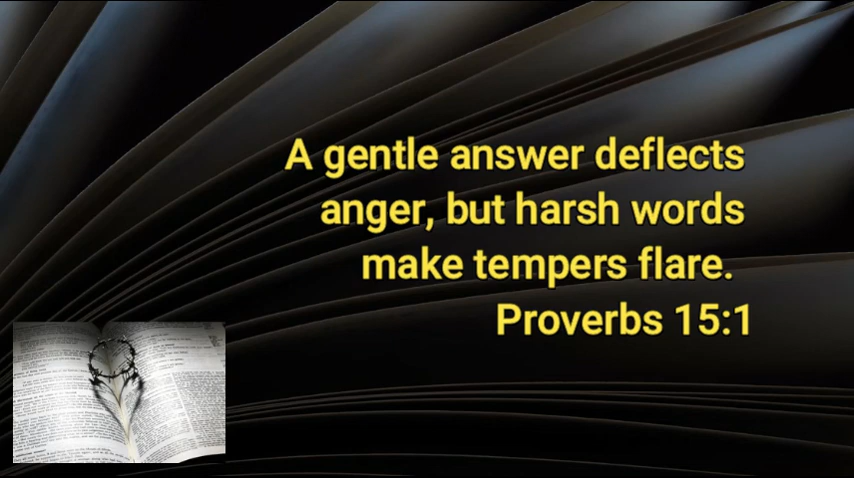 A gentle answer deflects
anger, but harsh words
make tempers flare.
Proverbs 15:1